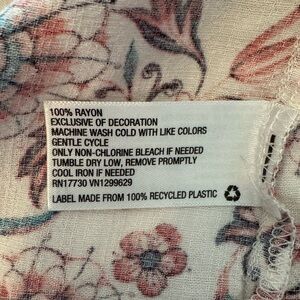 100% RAYON
EXCLUSIVE OF DECORATION
MACHINE WASH COLD WITH LIKE COLORS
GENTLE CYCLE
ONLY NON-CHLORINE BLEACH IF NEEDED
TUMBLE DRY LOW, REMOVE PROMPTLY
COOL IRON IF NEEDED
RN17730 VN1299629
LABEL MADE FROM 100% RECYCLED PLASTIC